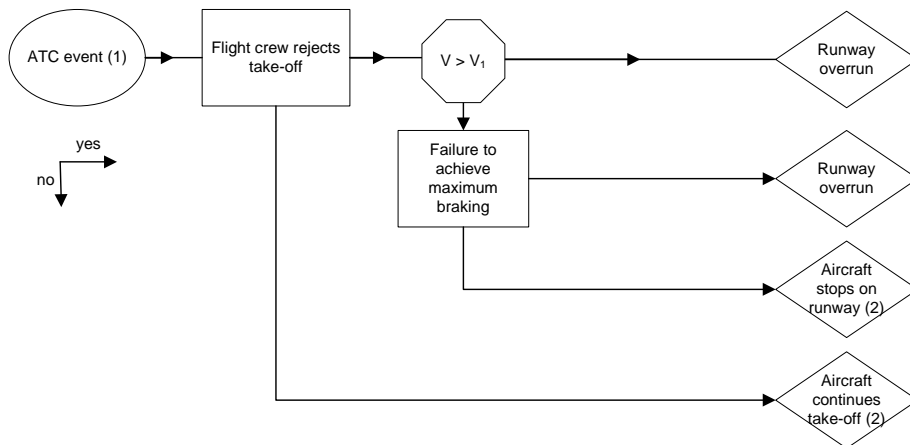 ATC event (1)
Flight crew rejects
take-off
V > V₁
Runway
overrun
yes
no
Failure to
achieve
maximum
braking
Runway
overrun
Aircraft
stops on
runway (2)
Aircraft
continues
take-off (2)